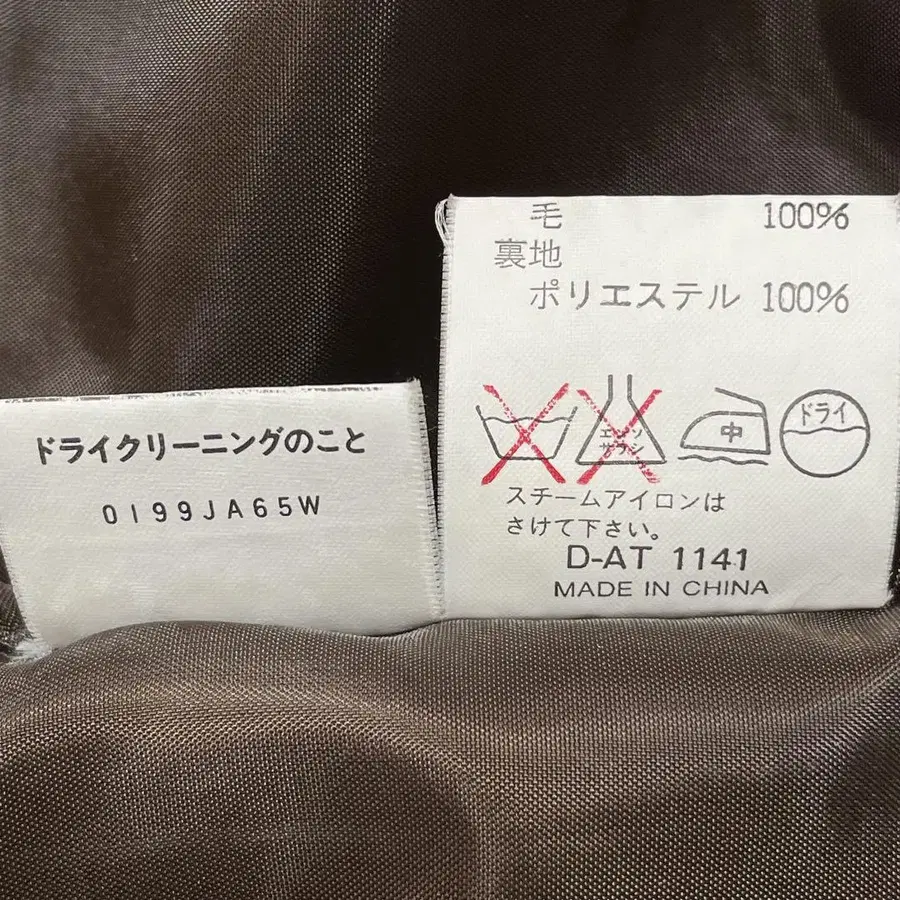 ドライクリーニングのこと
0I99JA65W
毛 100%
裏地
ポリエステル 100%
エンソ
サラシ
中
ドライ
スチームアイロンは
さけて下さい。
D-AT 1141
MADE IN CHINA